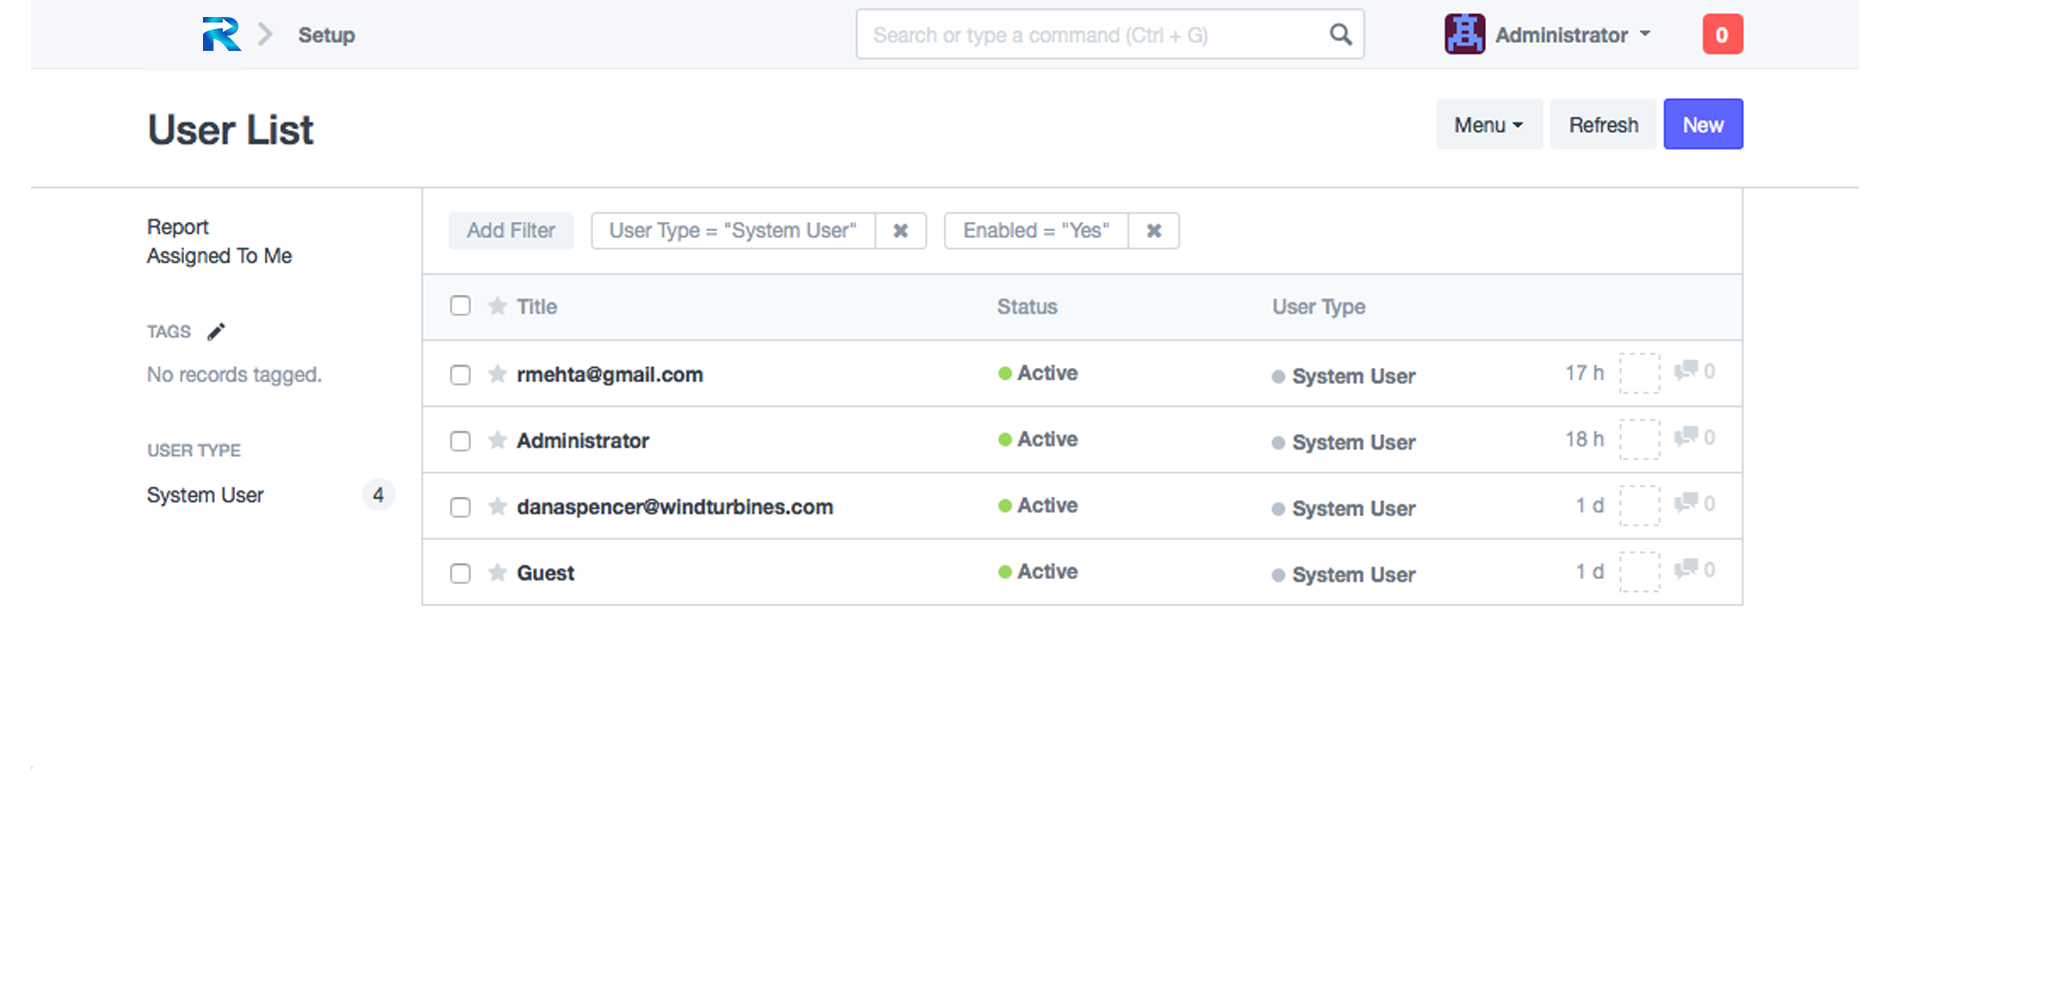 R Setup Search or type a command (Ctrl + G) Administrator 0
User List Menu Refresh New
Report
Assigned To Me
TAGS
No records tagged.
USER TYPE
System User 4
Add Filter User Type = "System User" Enabled = "Yes"
Title Status User Type
rmehta@gmail.com Active System User 17 h 0
Administrator Active System User 18 h 0
danaspencer@windturbines.com Active System User 1 d 0
Guest Active System User 1 d 0